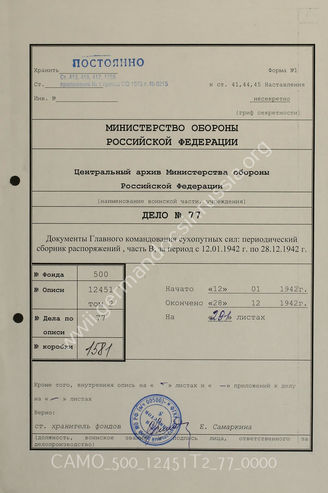 ПОСТОЯННО
Хранить
Форма №1
Ст.
к ст. 41,44,45 Наставления
Инв. №
несекретно
(гриф секретности)
МИНИСТЕРСТВО ОБОРОНЫ
РОССИЙСКОЙ ФЕДЕРАЦИИ
Центральный архив Министерства обороны
Российской Федерации
(наименование воинской части, учреждения)
ДЕЛО № 77
Документы Главного командования сухопутных сил: периодический
сборник распоряжений , часть В, за период с 12.01.1942 г. по 28.12.1942 г.
№ Фонда 500
№ Описи 12451
том
№ Дела по описи 77
№ коробки 1581
Начато «12» 01 1942г.
Окончено «28» 12 1942г.
На листах
Кроме того, внутренняя опись на «—» листах и —приложений к делу
на «—» листах
Верно:
ст. хранитель фондов Е. Самаркина
(должность, воинское подпись лица, ответственного за
делопроизводство)
www.germandocsinrussia.org
CAMO_500_12451T2_77_0000